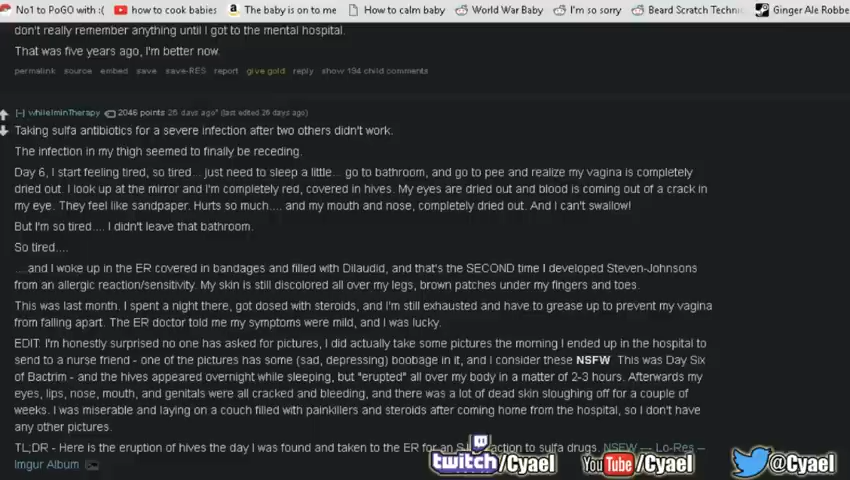 No1 to PoGO with :(
how to cook babies
The baby is on to me
How to calm baby
World War Baby
I'm so sorry
Beard Scratch Techni
Ginger Ale Robbe
don't really remember anything until I got to the mental hospital.
That was five years ago, I'm better now.
permalink source embed save save-RES report give gold reply show 194 child comments
[–] whileIminTherapy 2046 points 26 days ago* (last edited 26 days ago)
Taking sulfa antibiotics for a severe infection after two others didn't work.
The infection in my thigh seemed to finally be receding.
Day 6, I start feeling tired, so tired... just need to sleep a little... go to bathroom, and go to pee and realize my vagina is completely
dried out. I look up at the mirror and I'm completely red, covered in hives. My eyes are dried out and blood is coming out of a crack in
my eye. They feel like sandpaper. Hurts so much.... and my mouth and nose, completely dried out. And I can't swallow!
But I'm so tired.... I didn't leave that bathroom.
So tired....
....and I woke up in the ER covered in bandages and filled with Dilaudid, and that's the SECOND time I developed Steven-Johnsons
from an allergic reaction/sensitivity. My skin is still discolored all over my legs, brown patches under my fingers and toes.
This was last month. I spent a night there, got dosed with steroids, and I'm still exhausted and have to grease up to prevent my vagina
from falling apart. The ER doctor told me my symptoms were mild, and I was lucky.
EDIT: I'm honestly surprised no one has asked for pictures, I did actually take some pictures the morning I ended up in the hospital to
send to a nurse friend - one of the pictures has some (sad, depressing) boobage in it, and I consider these NSFW This was Day Six
of Bactrim - and the hives appeared overnight while sleeping, but "erupted" all over my body in a matter of 2-3 hours. Afterwards my
eyes, lips, nose, mouth, and genitals were all cracked and bleeding, and there was a lot of dead skin sloughing off for a couple of
weeks. I was miserable and laying on a couch filled with painkillers and steroids after coming home from the hospital, so I don't have
any other pictures.
TL;DR - Here is the eruption of hives the day I was found and taken to the ER for an action to sulfa drugs. NSFW --- Lo-Res –
Imgur Album
twitch/Cyael
YouTube/Cyael
@Cyael